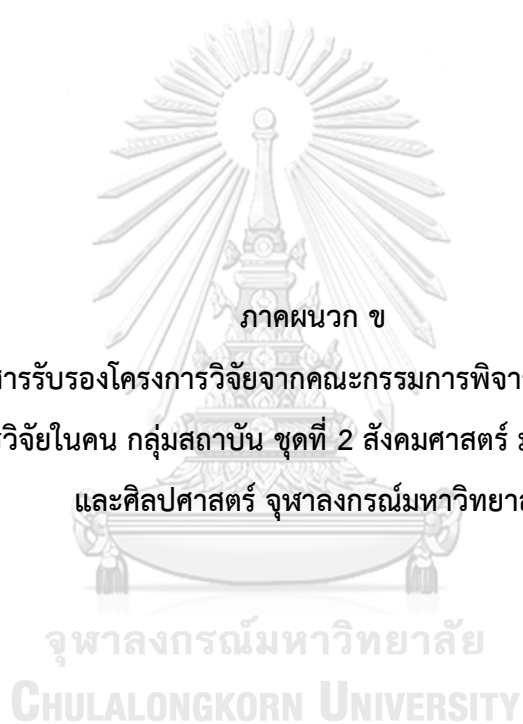 ภาคผนวก ข
สารรับรองโครงการวิจัยจากคณะกรรมการพิจา
วิจัยในคน กลุ่มสถาบัน ชุดที่ 2 สังคมศาสตร์
และศิลปศาสตร์ จุฬาลงกรณ์มหาวิทยา
จุฬาลงกรณ์มหาวิทยาลัย
CHULALONGKORN UNIVERSITY